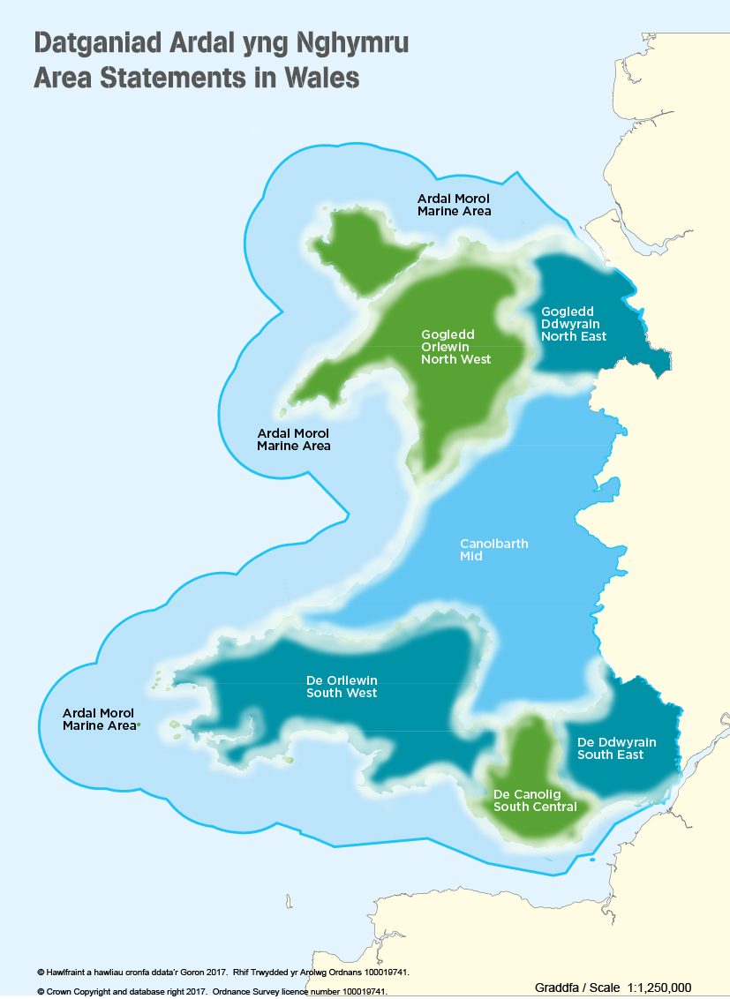 Datganiad Ardal yng Nghymru
Area Statements in Wales
Ardal Morol
Marine Area
Gogledd
Ddwyrain
North East
Gogledd
Orlewin
North West
Ardal Morol
Marine Area
Canolbarth
Mid
De Orllewin
South West
Ardal Morol
Marine Area
De Ddwyrain
South East
De Canolig
South Central
© Hawlfraint a hawliau cronfa ddata'r Goron 2017. Rhif Trwydded yr Arolwg Ordnans 100019741.
© Crown Copyright and database right 2017. Ordnance Survey licence number 100019741.
Graddfa / Scale 1:1,250,000